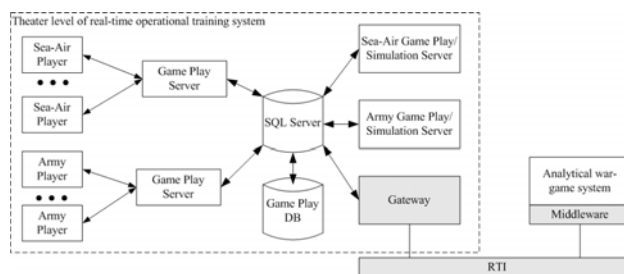 Theater level of real-time operational training system
Sea-Air
Player
Sea-Air
Player
Game Play
Server
Army
Player
Army
Player
Game Play
Server
SQL Server
Game Play
DB
Sea-Air Game Play/
Simulation Server
Army Game Play/
Simulation Server
Gateway
Analytical war-
game system
Middleware
RTI